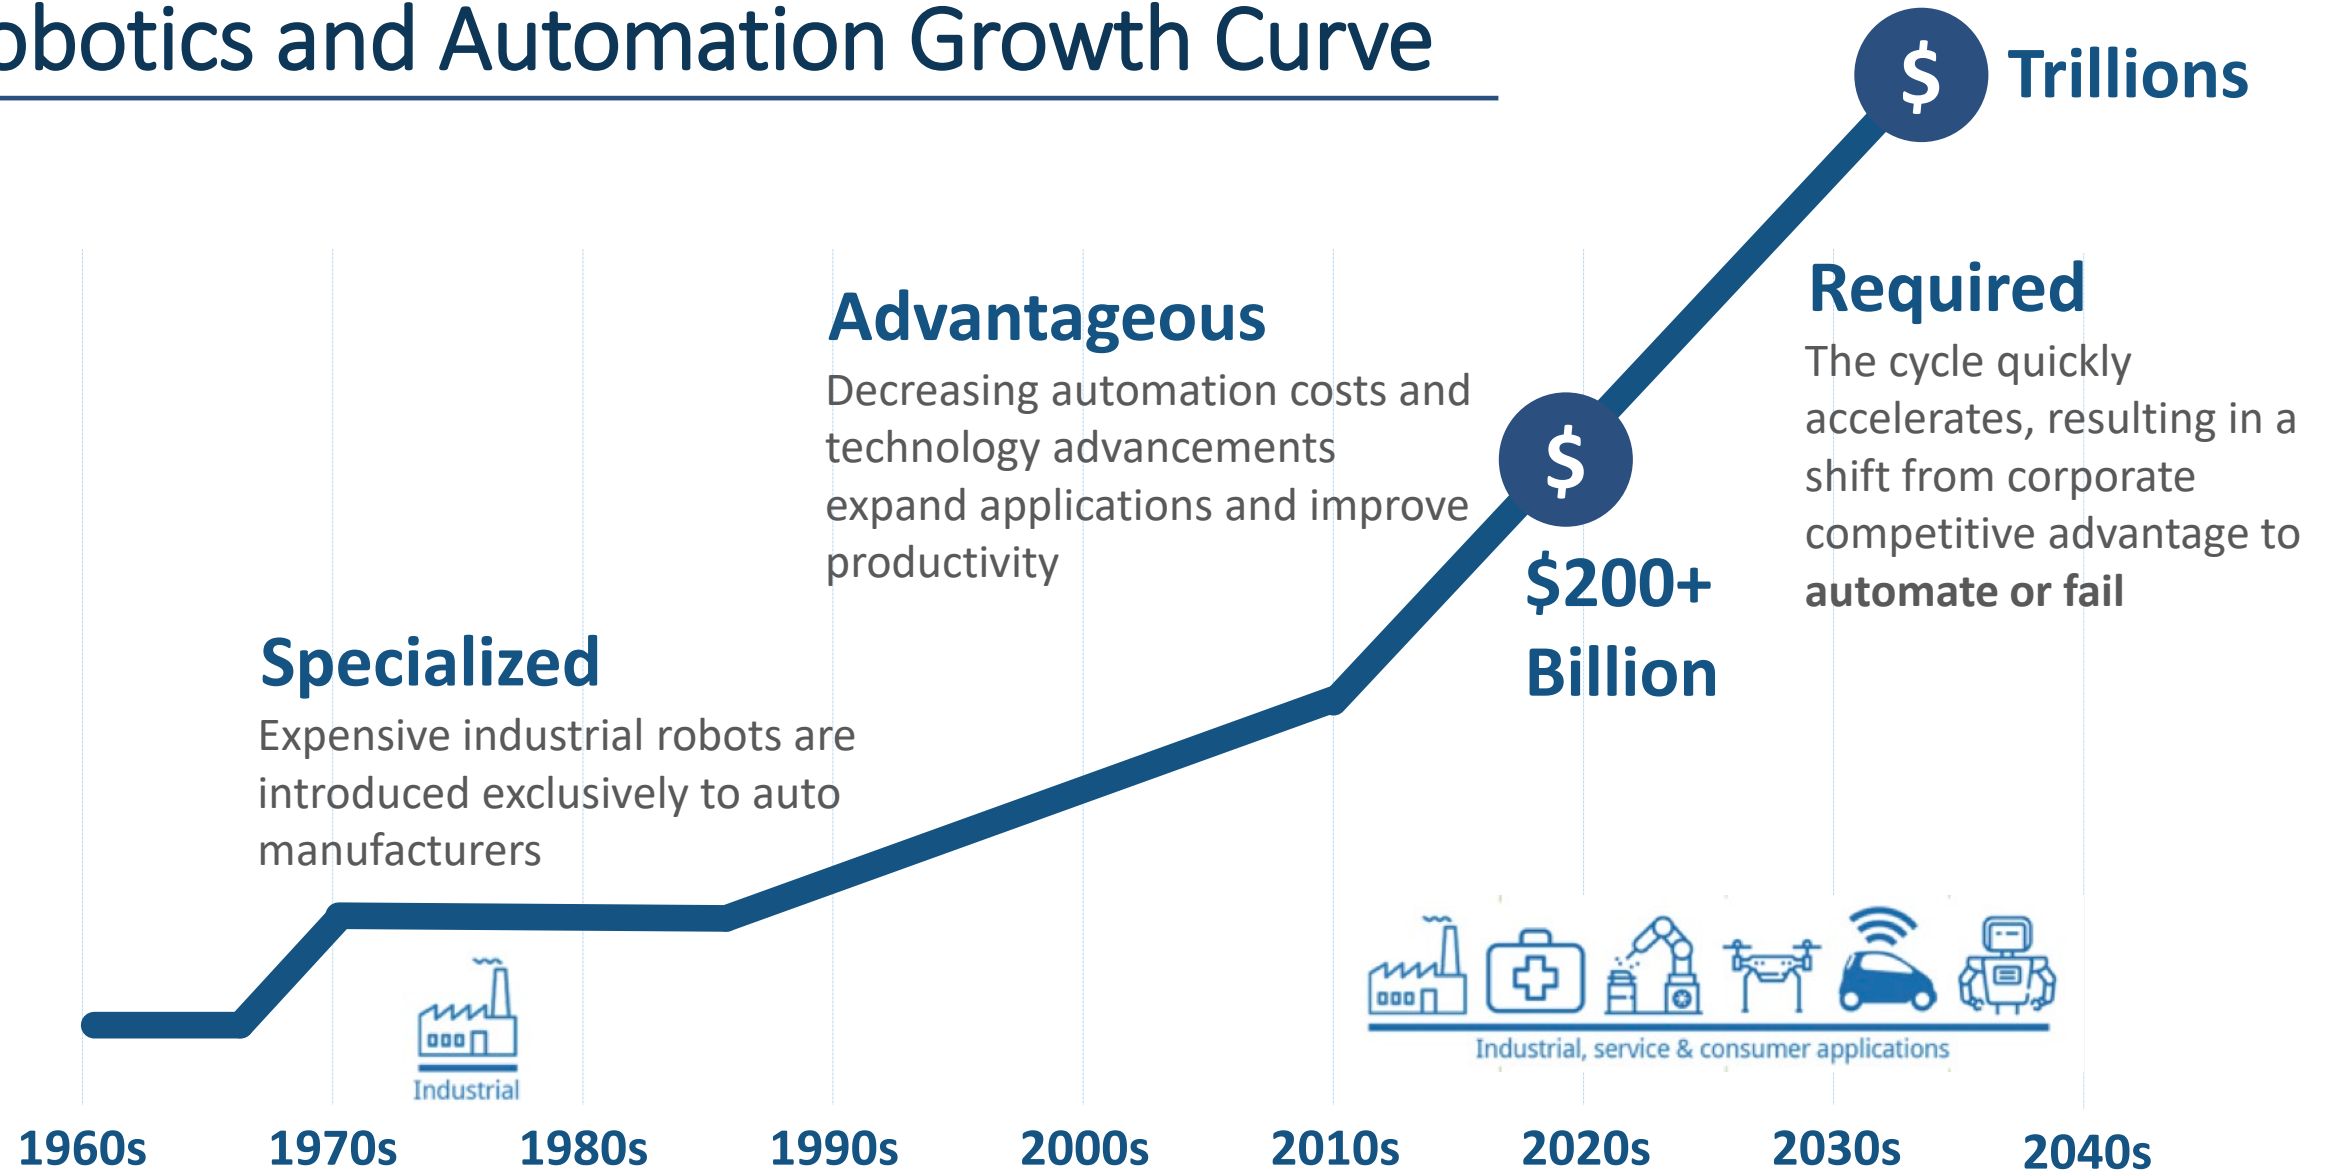 obotics and Automation Growth Curve
$ Trillions
Required
The cycle quickly
accelerates, resulting in a
shift from corporate
competitive advantage to
automate or fail
Advantageous
Decreasing automation costs and
technology advancements
expand applications and improve
productivity
$
$200+
Billion
Specialized
Expensive industrial robots are
introduced exclusively to auto
manufacturers
Industrial
Industrial, service & consumer applications
1960s 1970s 1980s 1990s 2000s 2010s 2020s 2030s 2040s